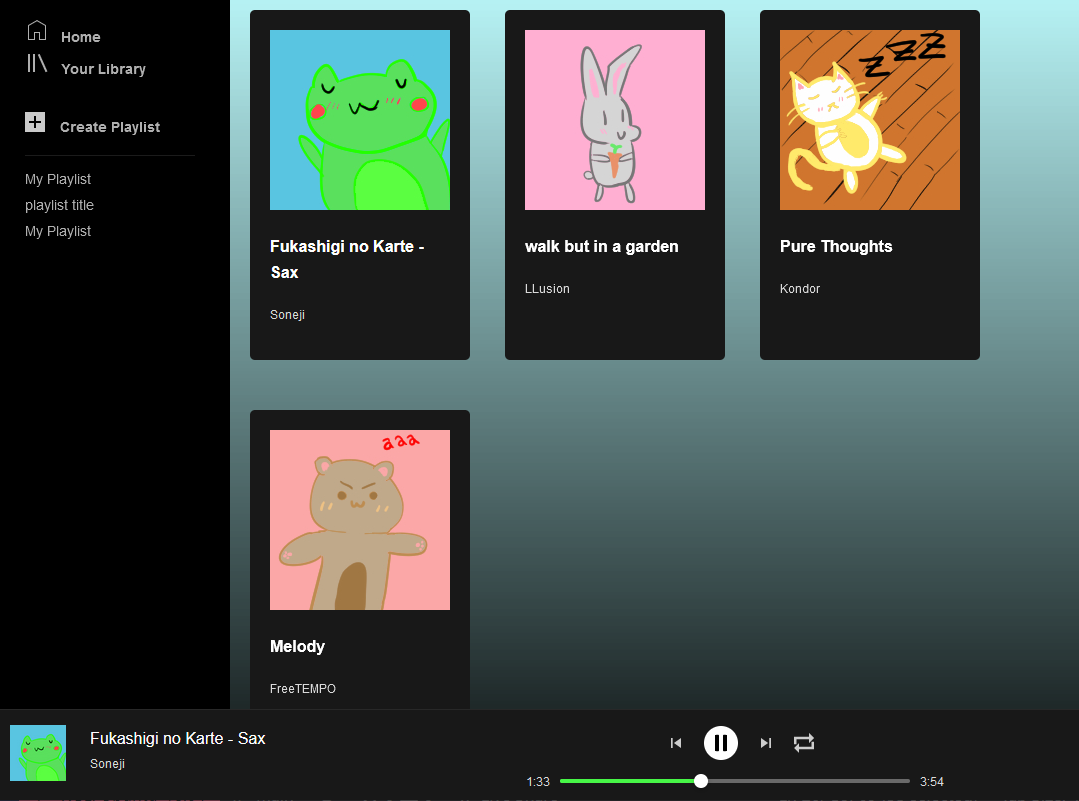 Home
Your Library
Create Playlist
My Playlist
playlist title
My Playlist
zZZ
Fukashigi no Karte -
Sax
Soneji
walk but in a garden
LLusion
Pure Thoughts
Kondor
aaa
Melody
FreeTEMPO
Fukashigi no Karte - Sax
Soneji
1:33
3:54